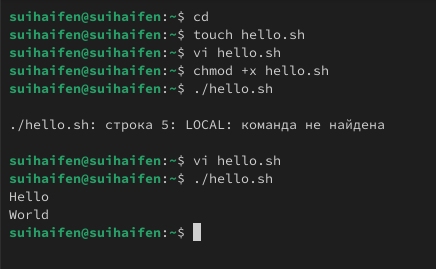 suihaifen@suihaifen:~$ cd
suihaifen@suihaifen:~$ touch hello.sh
suihaifen@suihaifen:~$ vi hello.sh
suihaifen@suihaifen:~$ chmod +x hello.sh
suihaifen@suihaifen:~$ ./hello.sh
./hello.sh: строка 5: LOCAL: команда не найдена
suihaifen@suihaifen:~$ vi hello.sh
suihaifen@suihaifen:~$ ./hello.sh
Hello
World
suihaifen@suihaifen:~$